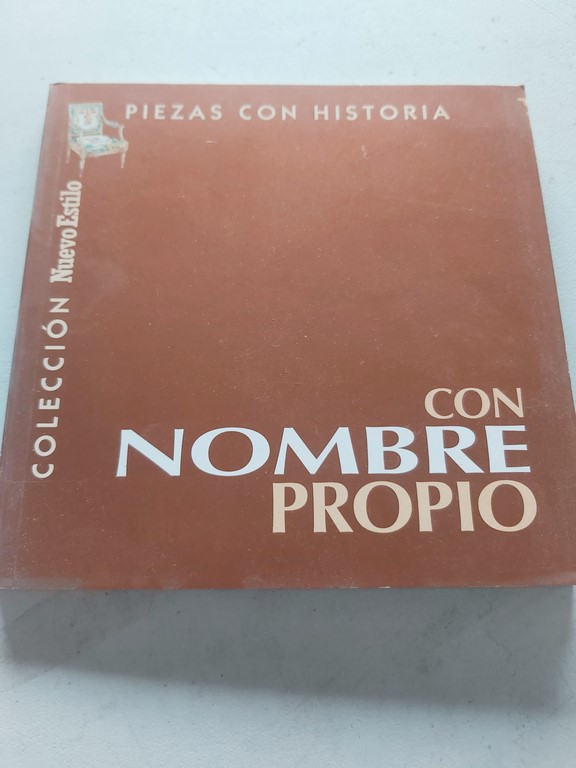 PIEZAS CON HISTORIA
COLECCIÓN Nuevo Estilo
CON
NOMBRE
PROPIO